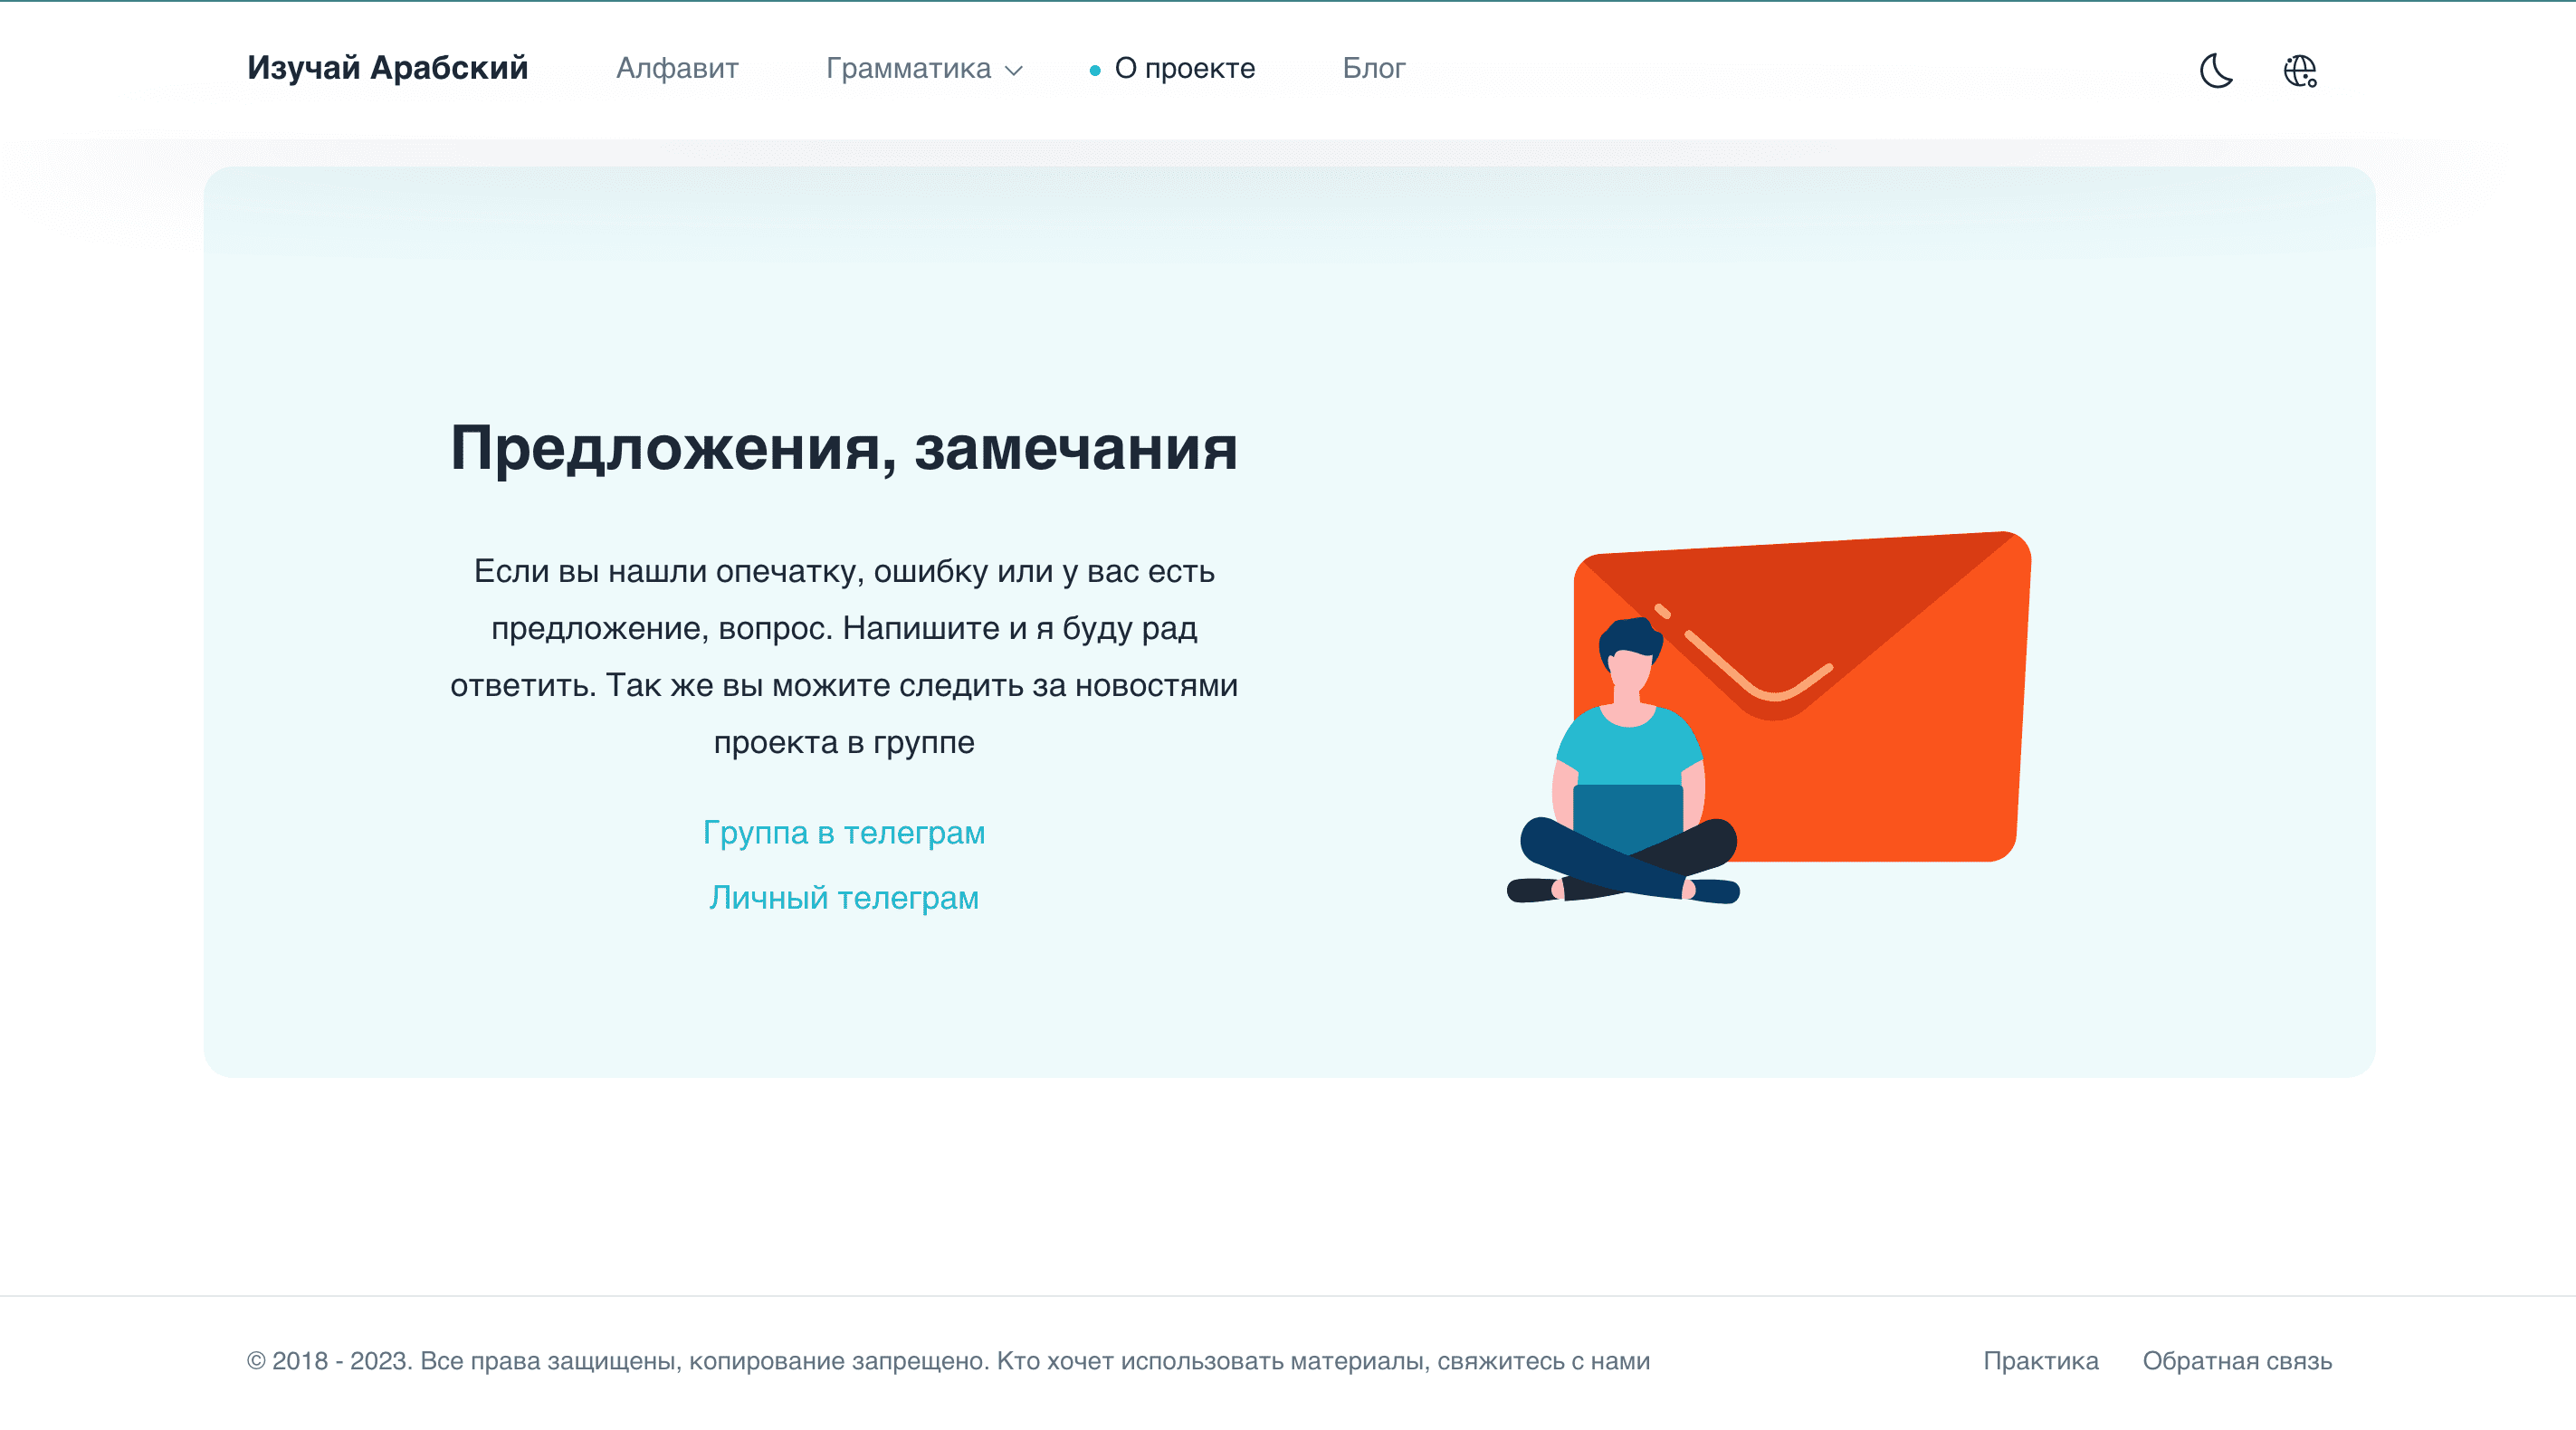 Изучай Арабский
Алфавит
Грамматика
О проекте
Блог
Предложения, замечания
Если вы нашли опечатку, ошибку или у вас есть
предложение, вопрос. Напишите и я буду рад
ответить. Так же вы можите следить за новостями
проекта в группе
Группа в телеграм
Личный телеграм
© 2018 - 2023. Все права защищены, копирование запрещено. Кто хочет использовать материалы, свяжитесь с нами
Практика
Обратная связь